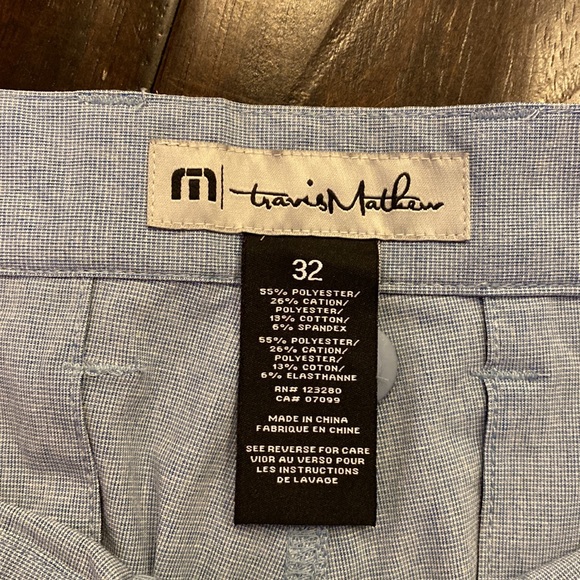 m travisMathew
32
55% POLYESTER/
26% CATION/
POLYESTER/
13% COTTON/
6% SPANDEX
55% POLYESTER/
26% CATION/
POLYESTER/
13% COTON/
6% ELASTHANNE
RN# 123280
CA# 07099
MADE IN CHINA
FABRIQUE EN CHINE
SEE REVERSE FOR CARE
VIOR AU VERSO POUR
LES INSTRUCTIONS
DE LAVAGE